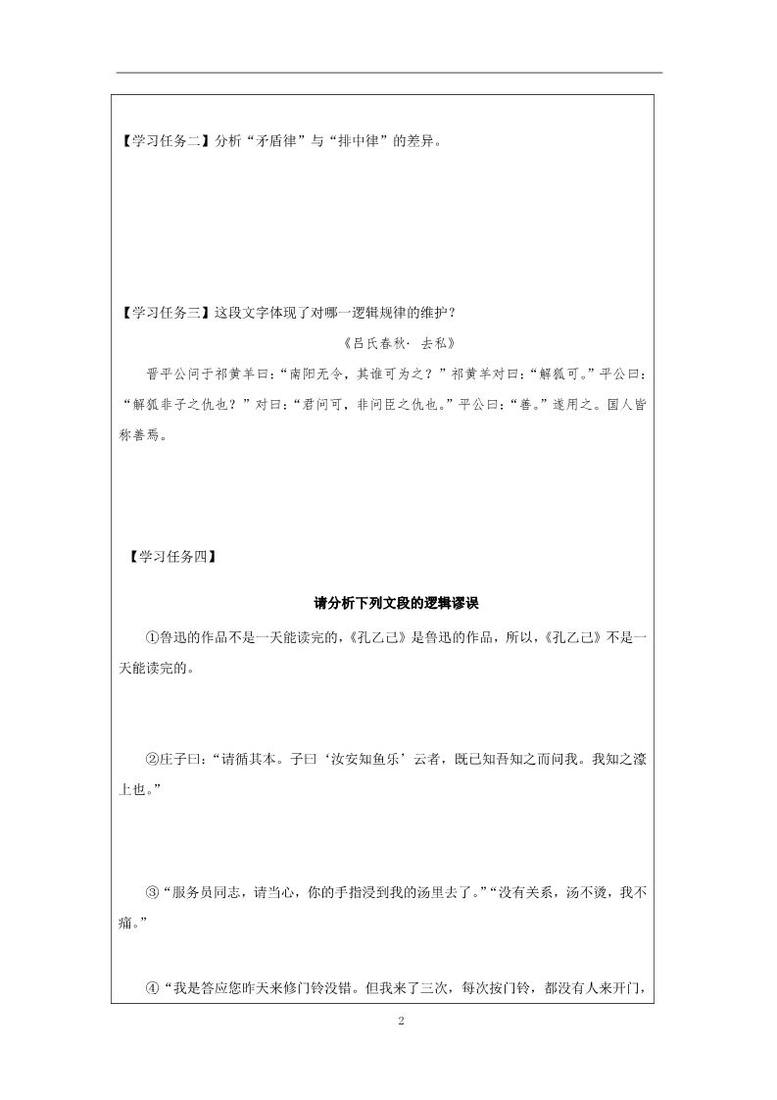 【学习任务二】分析“矛盾律”与“排中律”的差异。
【学习任务三】这段文字体现了对哪一逻辑规律的维护？
《吕氏春秋· 去私》
晋平公问于祁黄羊曰：“南阳无令，其谁可为之？”祁黄羊对曰：“解狐可。”平公曰：
“解狐非子之仇也？”对曰：“君问可，非问臣之仇也。”平公曰：“善。”遂用之。国人皆
称善焉。
【学习任务四】
请分析下列文段的逻辑谬误
①鲁迅的作品不是一天能读完的，《孔乙己》是鲁迅的作品，所以，《孔乙己》不是一
天能读完的。
②庄子曰：“请循其本。子曰‘汝安知鱼乐’云者，既已知吾知之而问我。我知之濠
上也。”
③“服务员同志，请当心，你的手指浸到我的汤里去了。”“没有关系，汤不烫，我不
痛。”
④“我是答应您昨天来修门铃没错。但我来了三次，每次按门铃，都没有人来开门，
2